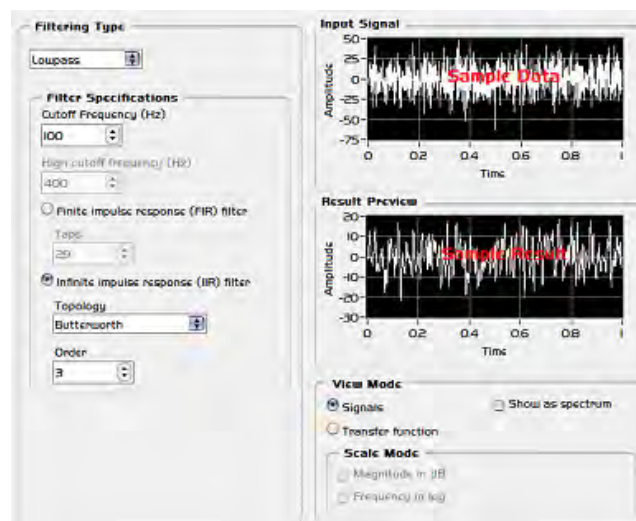 Filtering Type
Lowpass
Filter Specifications
Cutoff Frequency (Hz)
100
High cutoff frequency (Hz)
400
Finite impulse response (FIR) filter
Taps
29
Infinite impulse response (IIR) filter
Topology
Butterworth
Order
3
Input Signal
50
25
0
-25
-50
-75
Amplitude
Sample Data
0 0.2 0.4 0.6 0.8 1
Time
Result Preview
20
10
0
-10
-20
-30
Amplitude
Sample Result
0 0.2 0.4 0.6 0.8 1
Time
View Mode
Signals
Show as spectrum
Transfer function
Scale Mode
Magnitude in dB
Frequency in log